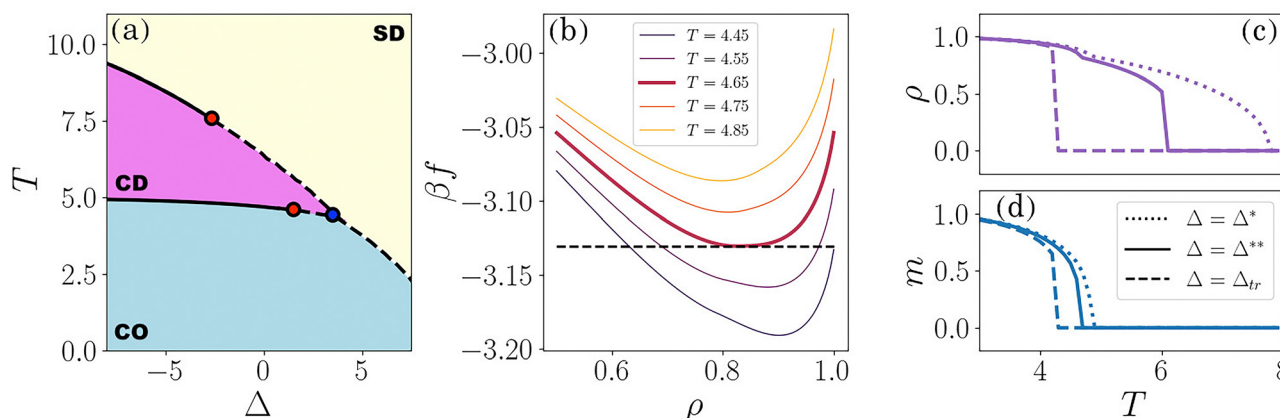 (a)
SD
CD
CO
T
10.0
7.5
5.0
2.5
0.0
−5
0
5
Δ
(b)
T = 4.45
T = 4.55
T = 4.65
T = 4.75
T = 4.85
βf
−3.00
−3.05
−3.10
−3.15
−3.20
0.6
0.8
1.0
ρ
(c)
ρ
1.0
0.5
0.0
(d)
m
1.0
0.5
0.0
Δ = Δ*
Δ = Δ**
Δ = Δtr
4
6
8
T